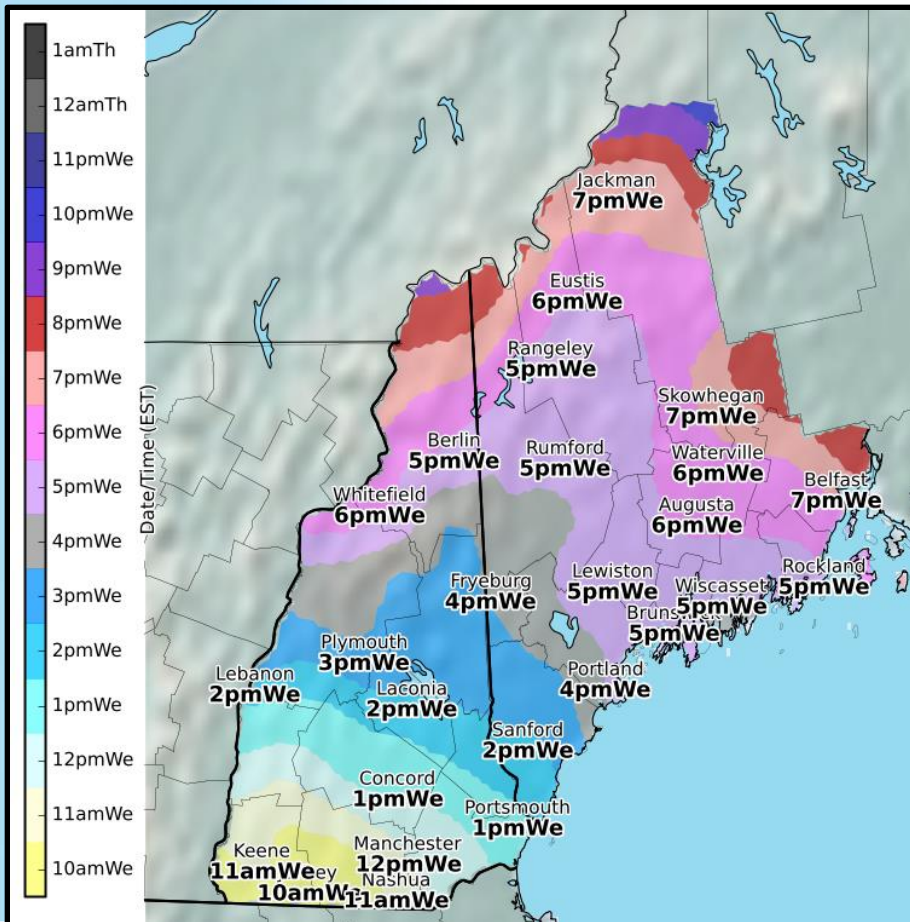 1amTh
12amTh
11pmWe
10pmWe
9pmWe
8pmWe
7pmWe
6pmWe
5pmWe
4pmWe
3pmWe
2pmWe
1pmWe
12pmWe
11amWe
10amWe
Date/Time (EST)
Jackman
7pmWe
Eustis
6pmWe
Rangeley
5pmWe
Skowhegan
7pmWe
Berlin
5pmWe
Rumford
5pmWe
Waterville
6pmWe
Belfast
7pmWe
Whitefield
6pmWe
Augusta
6pmWe
Fryeburg
4pmWe
Lewiston
5pmWe
Wiscasset
5pmWe
Rockland
5pmWe
5pmWe
Plymouth
3pmWe
Lebanon
2pmWe
Laconia
2pmWe
Portland
4pmWe
Sanford
2pmWe
Concord
1pmWe
Portsmouth
1pmWe
Manchester
12pmWe
Keene
11amWe
10amWe
Nashua
11amWe